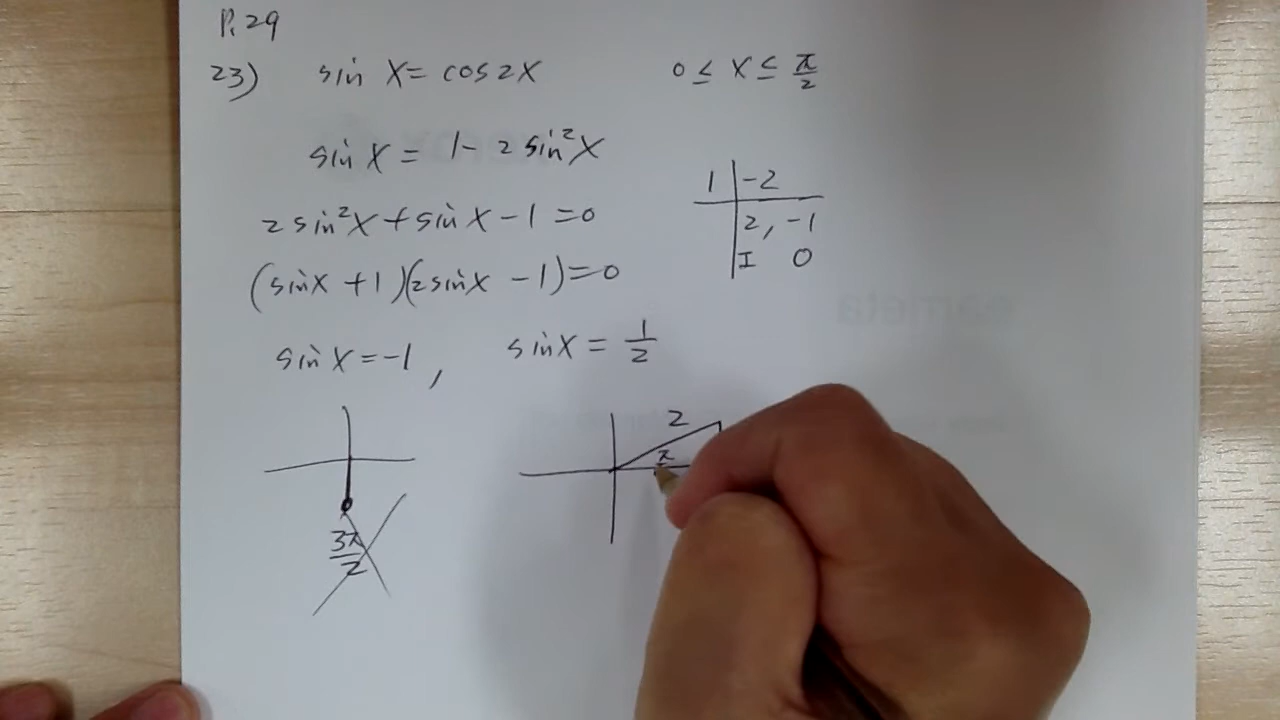 P.29
23) sin x = cos 2x 0 ≤ x ≤ π/2
sin x = 1 - 2 sin²x
1 | -2
2 sin²x + sin x - 1 = 0
2, -1
(sin x + 1)(2 sin x - 1) = 0
I 0
sin x = -1, sin x = 1/2
2
π
3π/2